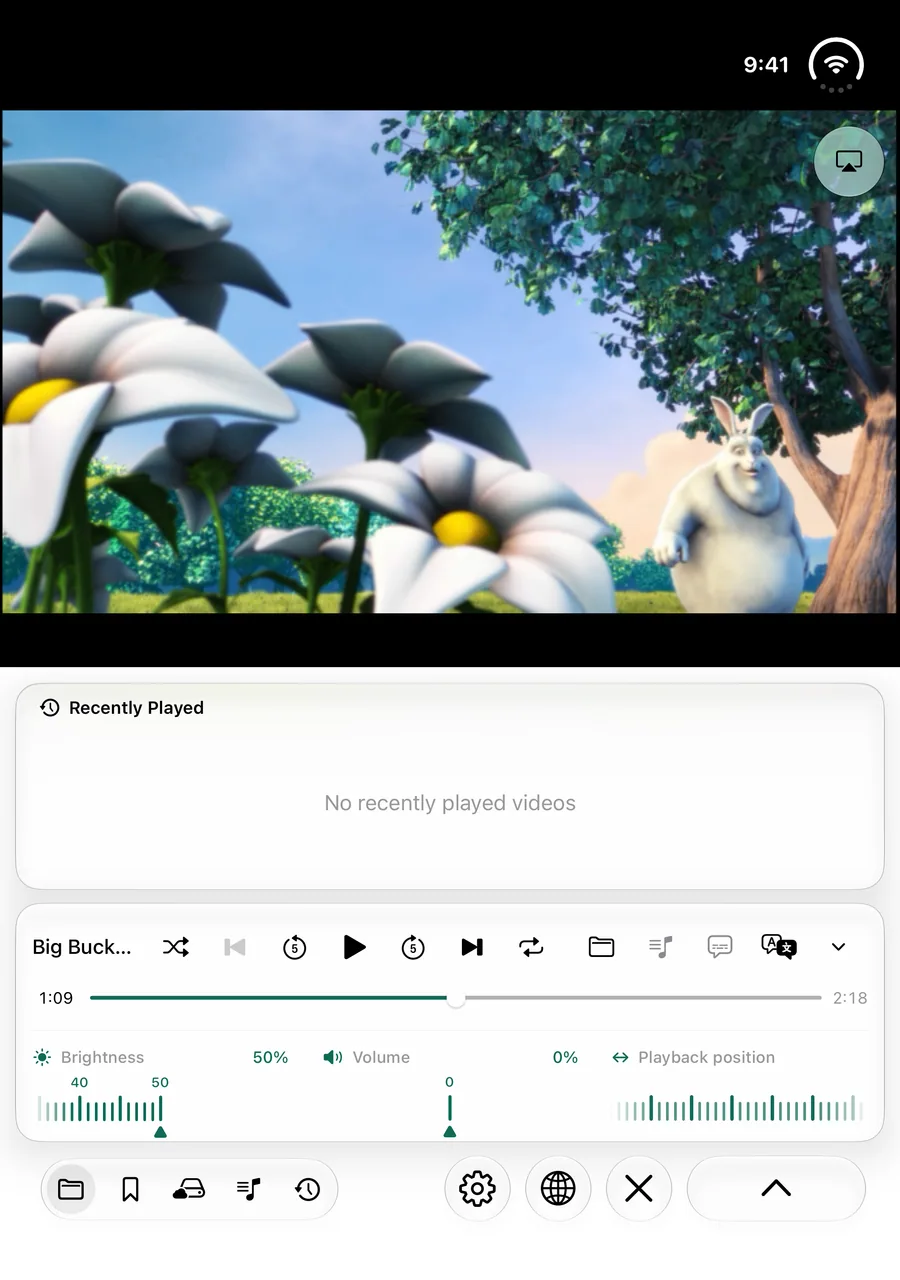 9:41
Recently Played
No recently played videos
Big Buck...
5
5
A 文
1:09
2:18
Brightness
50%
Volume
0%
Playback position
40
50
0